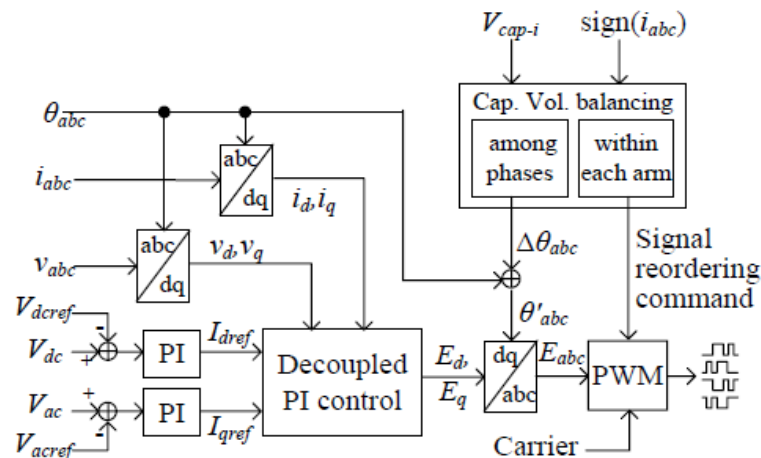 V_cap-i sign(i_abc)
Cap. Vol. balancing
among phases
within each arm
θ_abc
abc
dq
i_abc
i_d,i_q
Δθ_abc
Signal reordering command
abc
dq
v_abc
v_d,v_q
θ'_abc
V_dcref
-
V_dc
+
PI
I_dref
Decoupled PI control
E_d, E_q
dq
abc
E_abc
PWM
V_ac
+
PI
I_qref
-
V_acref
Carrier